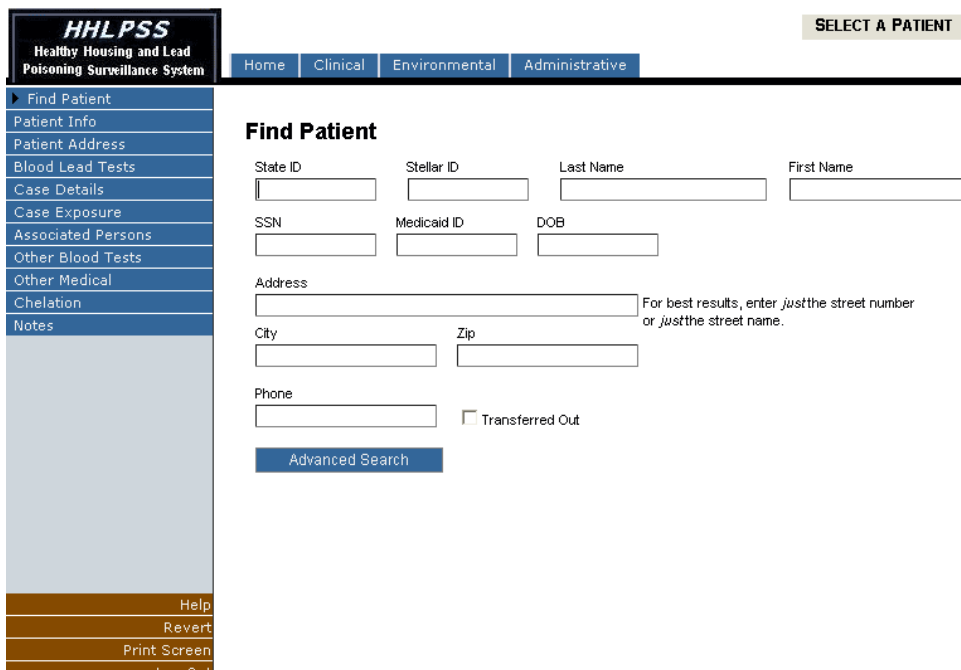 HHLPSS
Healthy Housing and Lead
Poisoning Surveillance System
SELECT A PATIENT
Home Clinical Environmental Administrative
Find Patient
Patient Info
Patient Address
Blood Lead Tests
Case Details
Case Exposure
Associated Persons
Other Blood Tests
Other Medical
Chelation
Notes
Find Patient
State ID Stellar ID Last Name First Name
SSN Medicaid ID DOB
Address
For best results, enter just the street number
or just the street name.
City Zip
Phone
Transferred Out
Advanced Search
Help
Revert
Print Screen